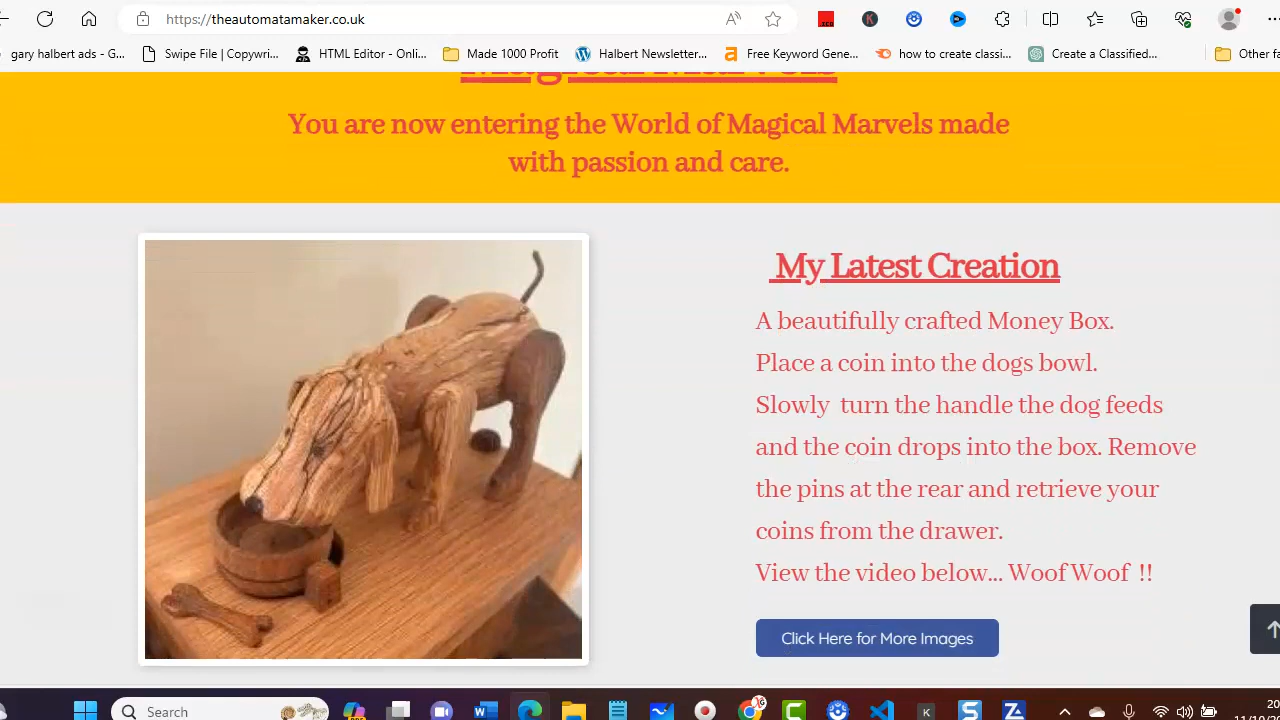 https://theautomatamaker.co.uk
gary halbert ads - G...
Swipe File | Copywri...
HTML Editor - Onli...
Made 1000 Profit
Halbert Newsletter...
Free Keyword Gene...
how to create classi...
Create a Classified...
Other f
Magical Marvels
You are now entering the World of Magical Marvels made
with passion and care.
My Latest Creation
A beautifully crafted Money Box.
Place a coin into the dogs bowl.
Slowly turn the handle the dog feeds
and the coin drops into the box. Remove
the pins at the rear and retrieve your
coins from the drawer.
View the video below... Woof Woof !!
Click Here for More Images
Search
20